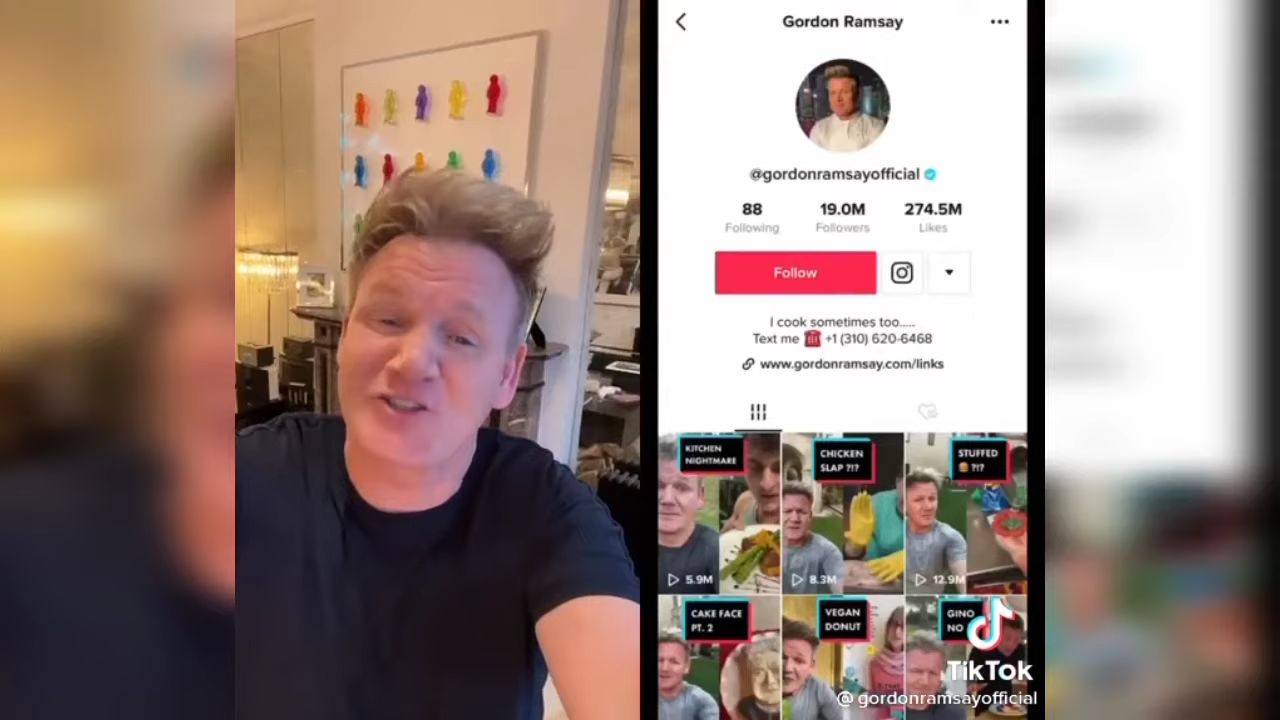 Gordon Ramsay
@gordonramsayofficial
88
19.0M
274.5M
Following
Followers
Likes
Follow
I cook sometimes too.....
Text me ☎️ +1 (310) 620-6468
www.gordonramsay.com/links
KITCHEN
NIGHTMARE
CHICKEN
SLAP ?!?
STUFFED
🍔 ?!?
5.9M
8.3M
12.9M
CAKE FACE
PT. 2
VEGAN
DONUT
GINO
NO
TikTok
@gordonramsayofficial